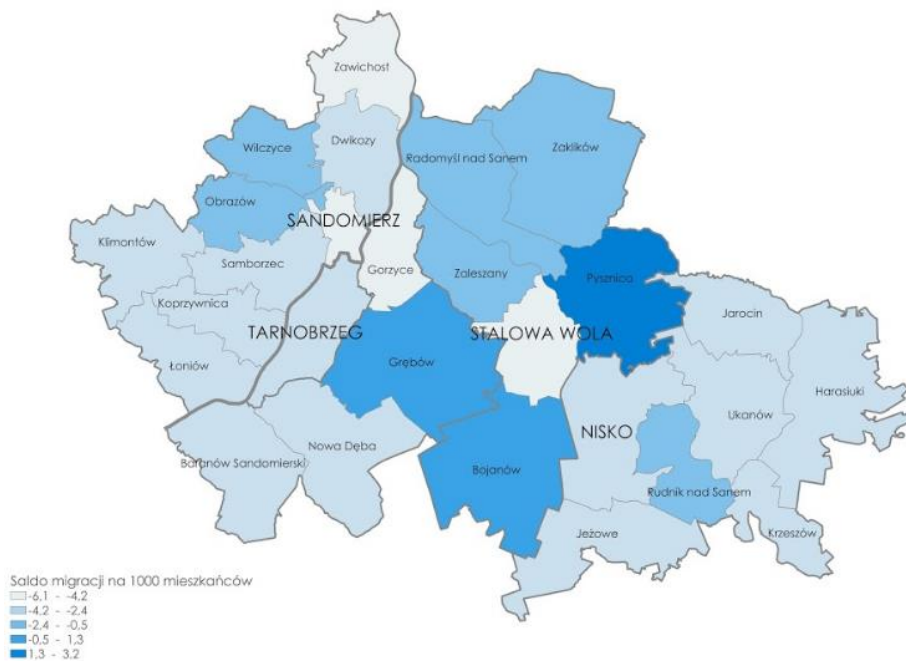 Zawichost
Dwikozy
Wilczyce
Radomyśl nad Sanem
Zaklików
Obrazów
SANDOMIERZ
Klimontów
Samborzec
Gorzyce
Zaleszany
Pysznica
Koprzywnica
TARNOBRZEG
STALOWA WOLA
Jarocin
Łoniów
Grębów
Harasiuki
Ukanów
NISKO
Nowa Dęba
Baranów Sandomierski
Bojanów
Rudnik nad Sanem
Jeżowe
Krzeszów
Saldo migracji na 1000 mieszkańców
-6,1 - -4,2
-4,2 - -2,4
-2,4 - -0,5
-0,5 - 1,3
1,3 - 3,2